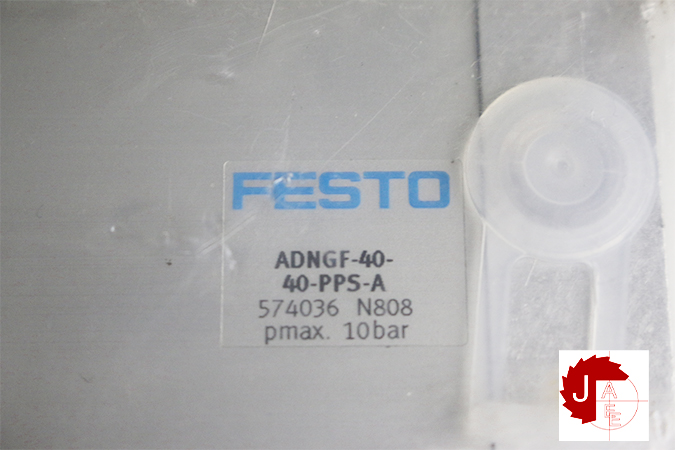 FESTO
ADNGF-40-
40-PPS-A
574036 N808
pmax. 10bar
J
A
E
E